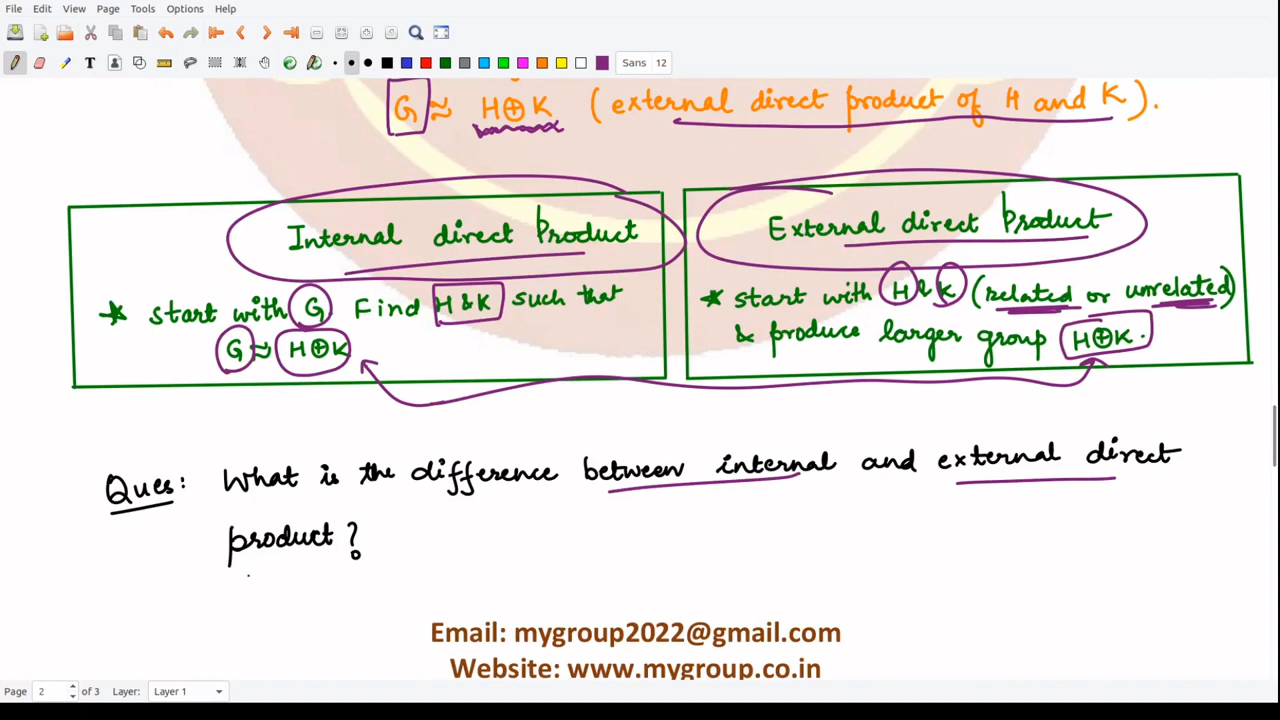 File Edit View Page Tools Options Help
Sans 12
G ≈ H⊕K (external direct product of H and K).
Internal direct Product
* start with G Find H & K such that
G ≈ H⊕K
External direct Product
* start with H & K (related or unrelated)
& produce larger group H⊕K.
Ques: What is the difference between internal and external direct
product?
Email: mygroup2022@gmail.com
Website: www.mygroup.co.in
Page 2 of 3 Layer: Layer 1